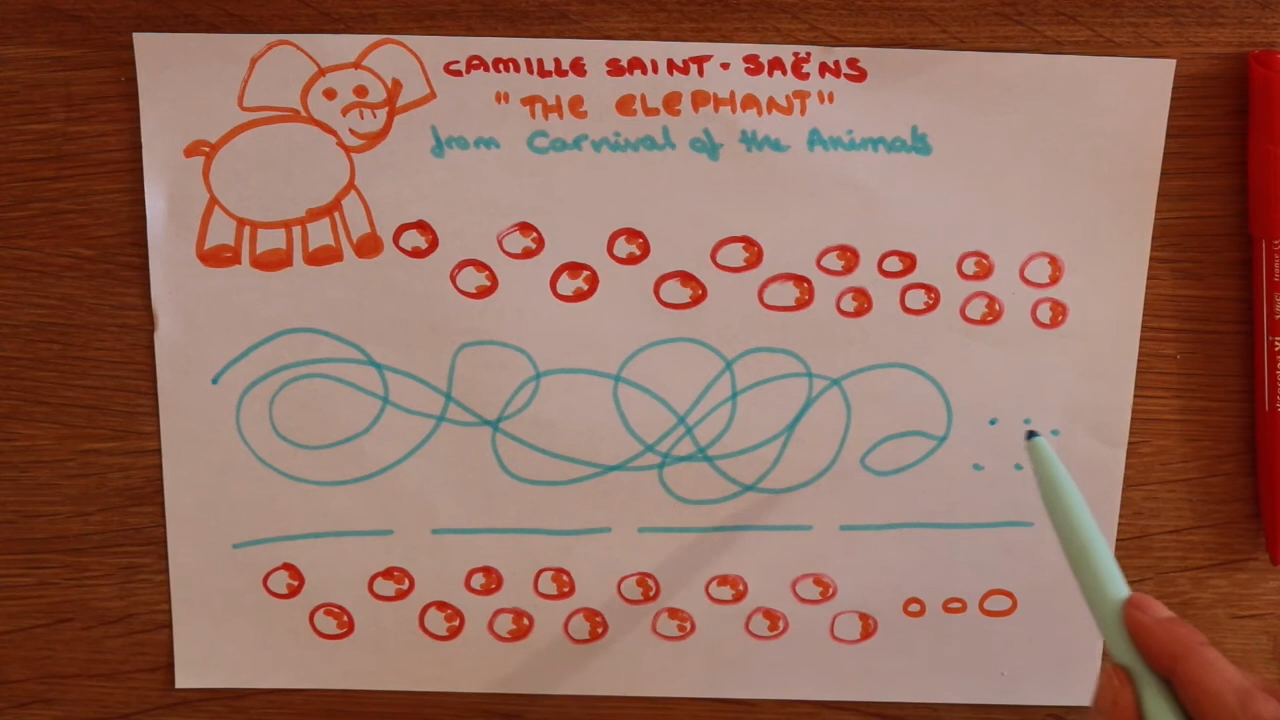 CAMILLE SAINT-SAËNS
"THE ELEPHANT"
from Carnival of the Animals